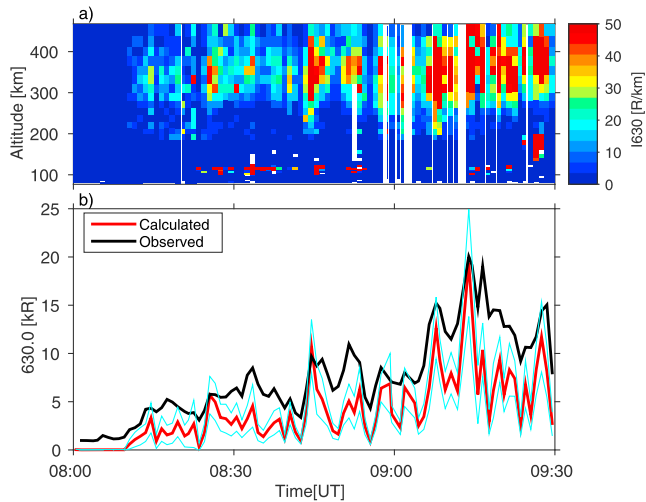 a)
400
300
200
100
Altitude [km]
50
40
30
20
10
0
I630 [R/km]
b)
25
20
15
10
5
0
630.0 [kR]
Calculated
Observed
08:00
08:30
09:00
09:30
Time[UT]